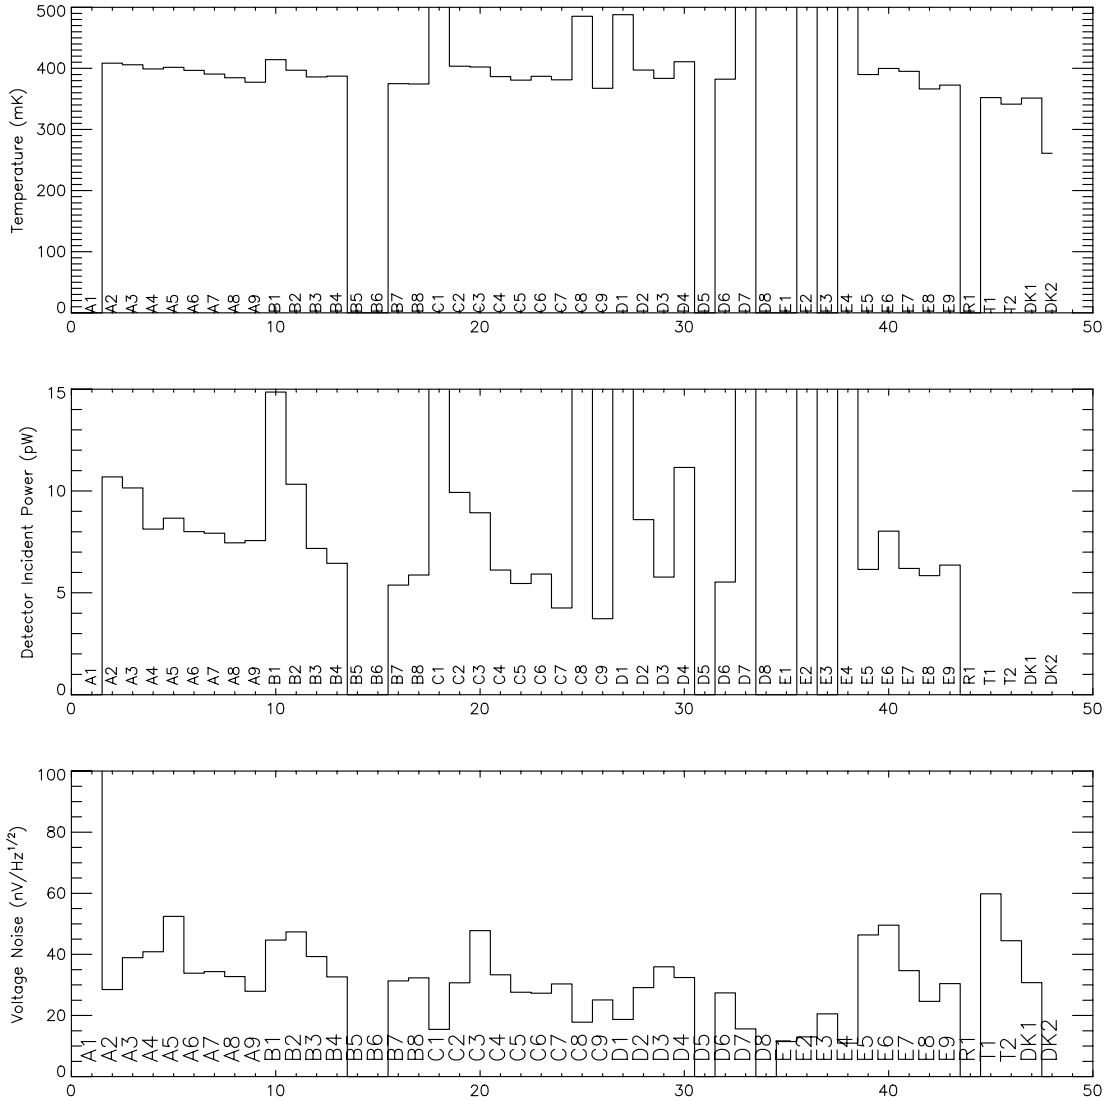 Temperature (mK)
500
400
300
200
100
0
A1 A2 A3 A4 A5 A6 A7 A8 A9 B1 B2 B3 B4 B5 B6 B7 B8 C1 C2 C3 C4 C5 C6 C7 C8 C9 D1 D2 D3 D4 D5 D6 D7 D8 E1 E2 E3 E4 E5 E6 E7 E8 E9 R1 T1 T2 DK1 DK2
0 10 20 30 40 50
Detector Incident Power (pW)
15
10
5
0
A1 A2 A3 A4 A5 A6 A7 A8 A9 B1 B2 B3 B4 B5 B6 B7 B8 C1 C2 C3 C4 C5 C6 C7 C8 C9 D1 D2 D3 D4 D5 D6 D7 D8 E1 E2 E3 E4 E5 E6 E7 E8 E9 R1 T1 T2 DK1 DK2
0 10 20 30 40 50
Voltage Noise (nV/Hz^1/2)
100
80
60
40
20
0
A1 A2 A3 A4 A5 A6 A7 A8 A9 B1 B2 B3 B4 B5 B6 B7 B8 C1 C2 C3 C4 C5 C6 C7 C8 C9 D1 D2 D3 D4 D5 D6 D7 D8 E1 E2 E3 E4 E5 E6 E7 E8 E9 R1 T1 T2 DK1 DK2
0 10 20 30 40 50